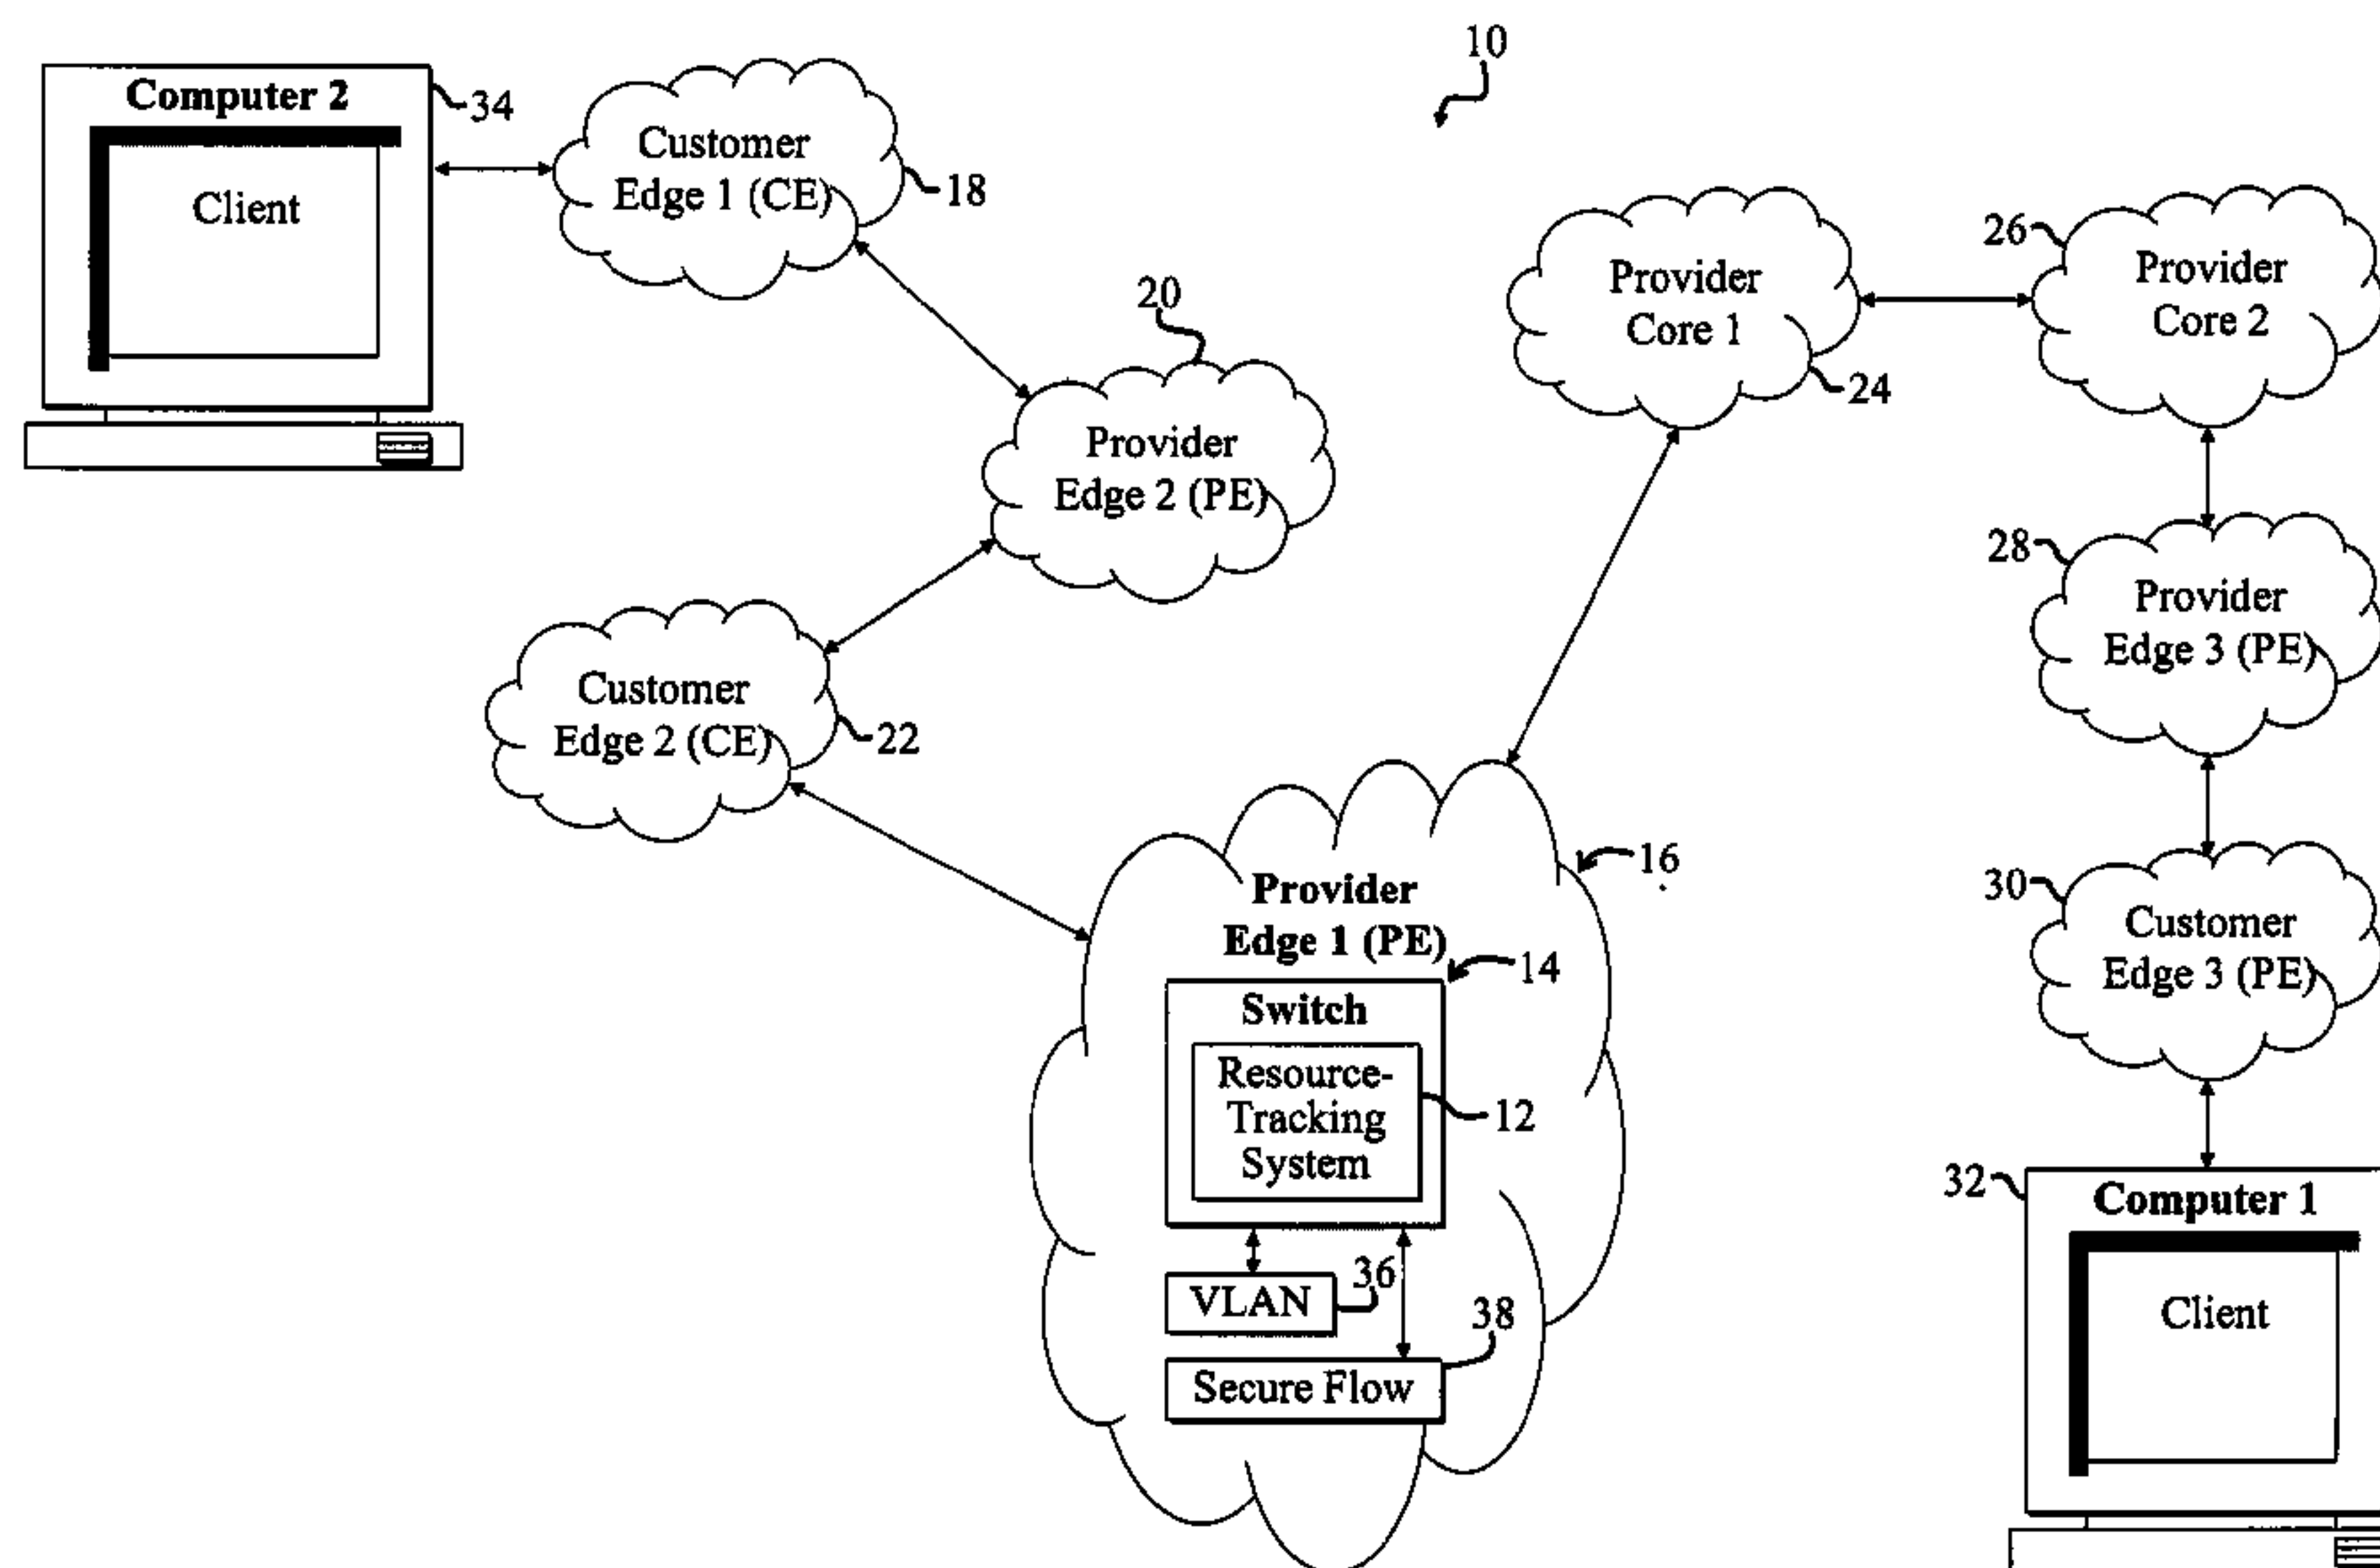 10
Computer 2
34
Client
Customer
Edge 1 (CE)
18
20
Provider
Edge 2 (PE)
Customer
Edge 2 (CE)
22
Provider
Core 1
24
26
Provider
Core 2
28
Provider
Edge 3 (PE)
30
Customer
Edge 3 (PE)
32
Computer 1
Client
16
Provider
Edge 1 (PE)
14
Switch
Resource-
Tracking
System
12
VLAN
36
38
Secure Flow